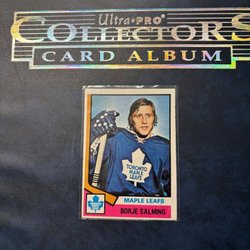 Ultra•PRO®
COLLECTORS
CARD ALBUM
TORONTO
MAPLE
LEAFS
MAPLE LEAFS
BORJE SALMING